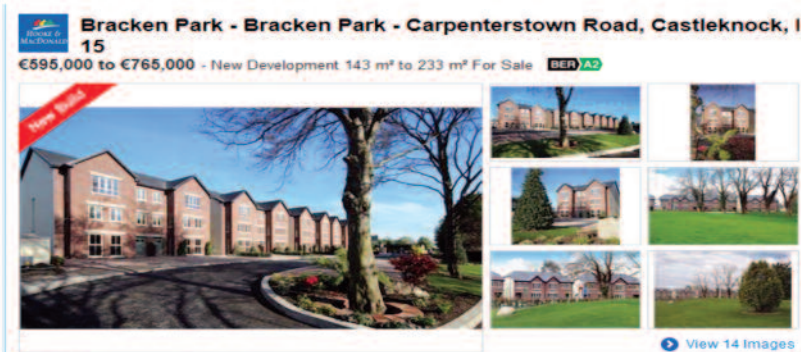 HOOKE &
MACDONALD
Bracken Park - Bracken Park - Carpenterstown Road, Castleknock,
15
€595,000 to €765,000 - New Development 143 m² to 233 m² For Sale BER A2
New Build
View 14 Images